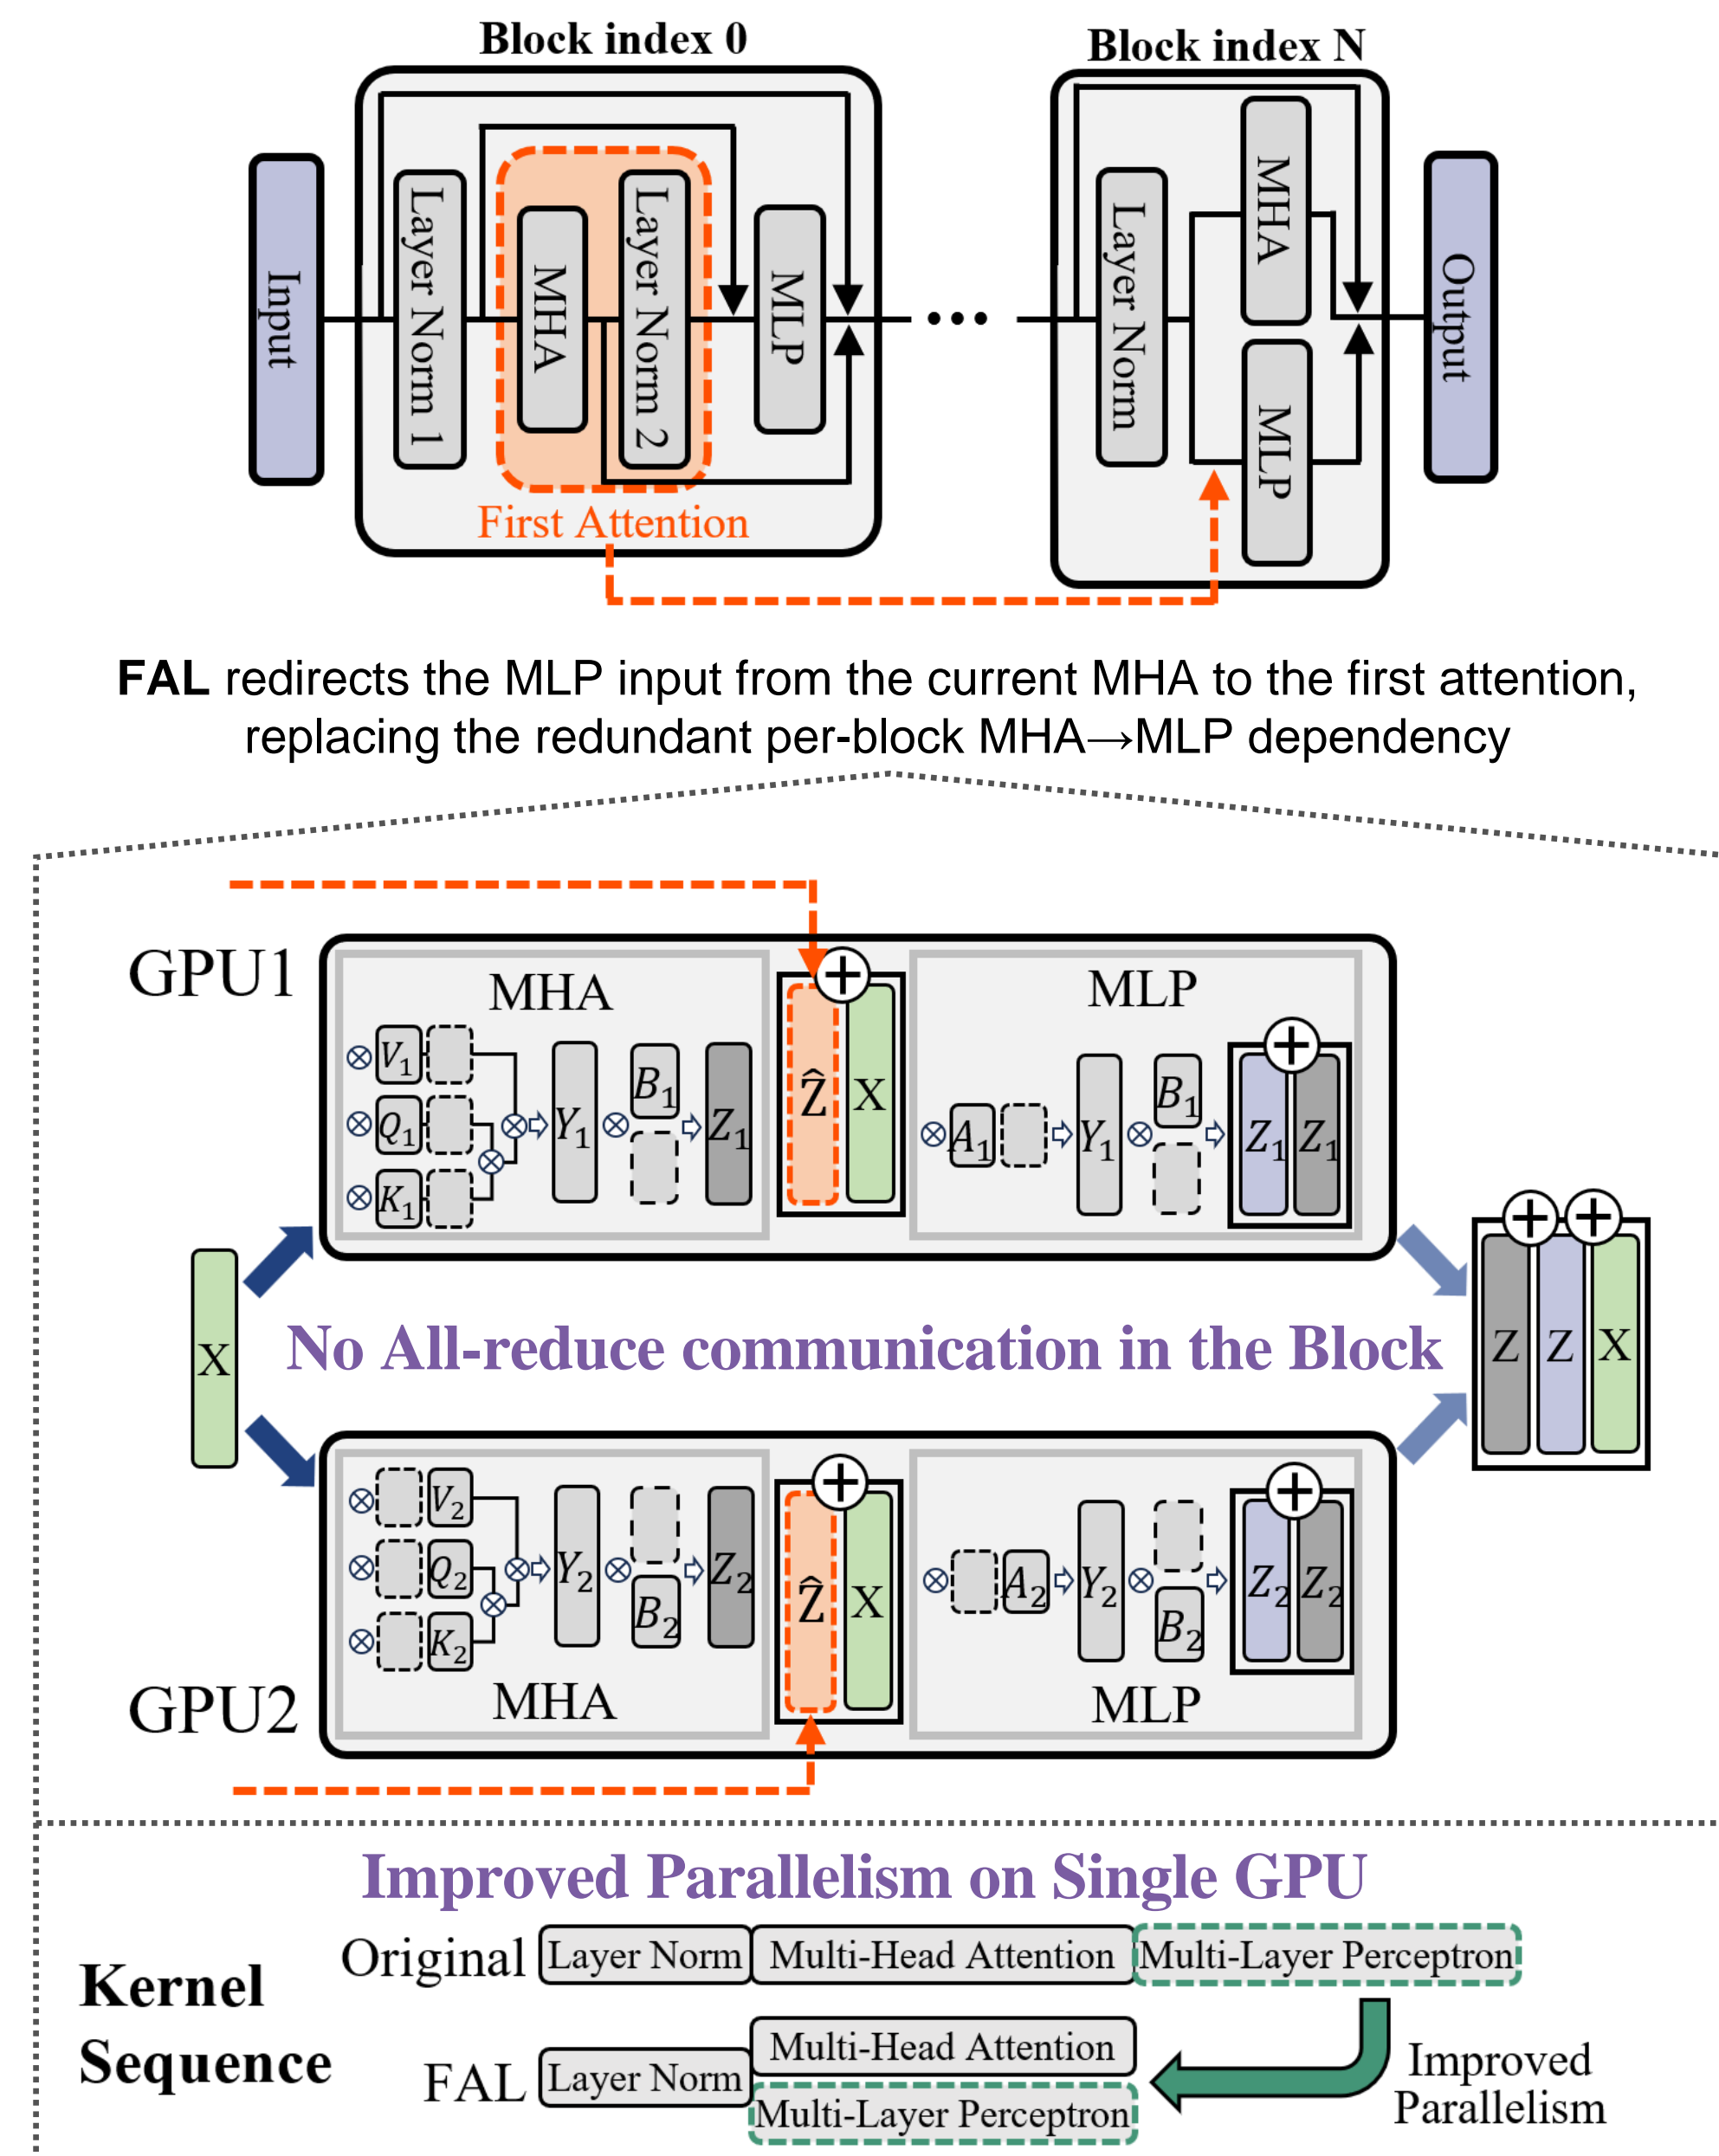 Block index 0
Block index N
Input
Layer Norm 1
MHA
Layer Norm 2
MLP
First Attention
...
Layer Norm
MHA
MLP
Output
FAL redirects the MLP input from the current MHA to the first attention,
replacing the redundant per-block MHA→MLP dependency
GPU1
MHA
V₁
Q₁
K₁
Y₁
B₁
Z₁
Ẑ
X
+
MLP
A₁
Y₁
B₁
Z₁
Z₁
+
X
No All-reduce communication in the Block
Z
Z
X
+
+
GPU2
V₂
Q₂
K₂
Y₂
B₂
Z₂
MHA
Ẑ
X
+
A₂
Y₂
B₂
Z₂
Z₂
+
MLP
Improved Parallelism on Single GPU
Kernel
Sequence
Original
Layer Norm
Multi-Head Attention
Multi-Layer Perceptron
FAL
Layer Norm
Multi-Head Attention
Multi-Layer Perceptron
Improved
Parallelism